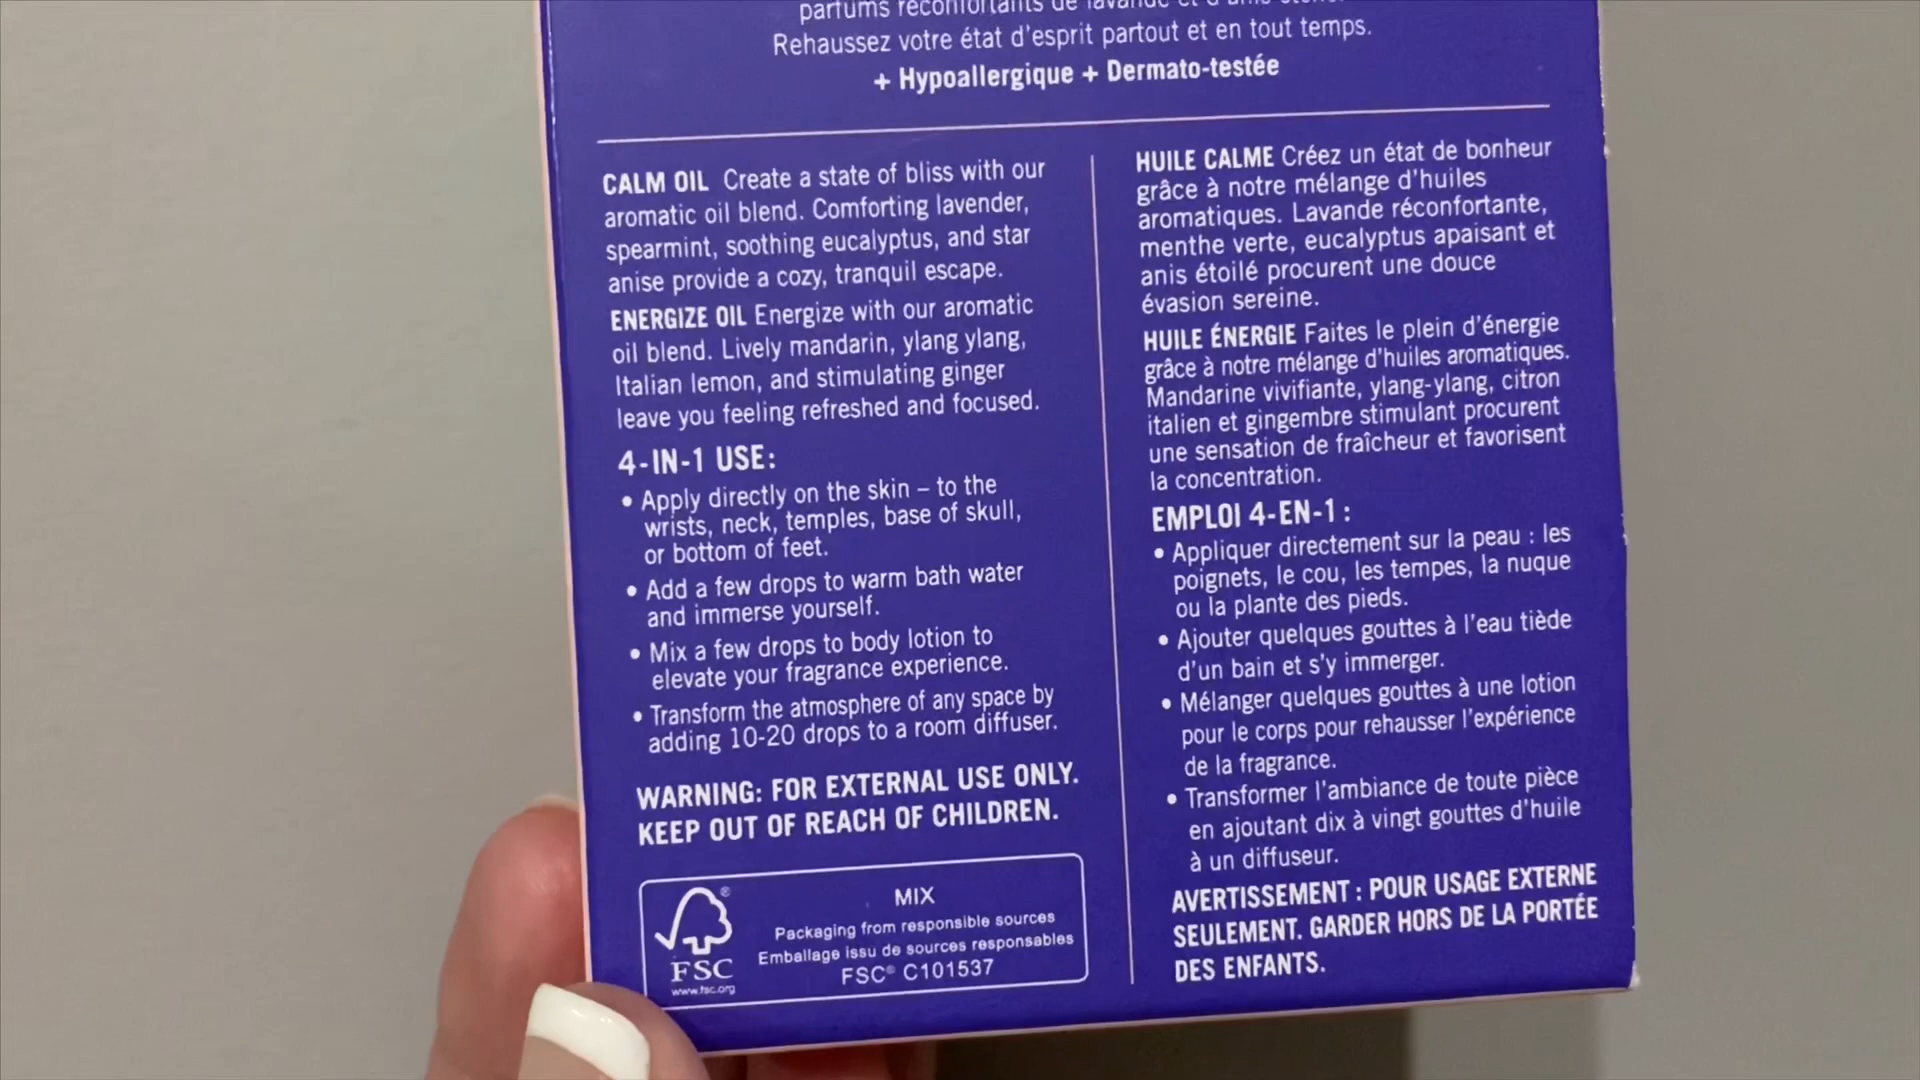 parfums réconfortants de lavande et d'anis
Rehaussez votre état d'esprit partout et en tout temps.
+ Hypoallergique + Dermato-testée
CALM OIL Create a state of bliss with our
aromatic oil blend. Comforting lavender,
spearmint, soothing eucalyptus, and star
anise provide a cozy, tranquil escape.
ENERGIZE OIL Energize with our aromatic
oil blend. Lively mandarin, ylang ylang,
Italian lemon, and stimulating ginger
leave you feeling refreshed and focused.
4-IN-1 USE:
• Apply directly on the skin – to the
wrists, neck, temples, base of skull,
or bottom of feet.
• Add a few drops to warm bath water
and immerse yourself.
• Mix a few drops to body lotion to
elevate your fragrance experience.
• Transform the atmosphere of any space by
adding 10-20 drops to a room diffuser.
WARNING: FOR EXTERNAL USE ONLY.
KEEP OUT OF REACH OF CHILDREN.
®
FSC
www.fsc.org
MIX
Packaging from responsible sources
Emballage issu de sources responsables
FSC® C101537
HUILE CALME Créez un état de bonheur
grâce à notre mélange d'huiles
aromatiques. Lavande réconfortante,
menthe verte, eucalyptus apaisant et
anis étoilé procurent une douce
évasion sereine.
HUILE ÉNERGIE Faites le plein d'énergie
grâce à notre mélange d'huiles aromatiques.
Mandarine vivifiante, ylang-ylang, citron
italien et gingembre stimulant procurent
une sensation de fraîcheur et favorisent
la concentration.
EMPLOI 4-EN-1 :
• Appliquer directement sur la peau : les
poignets, le cou, les tempes, la nuque
ou la plante des pieds.
• Ajouter quelques gouttes à l'eau tiède
d'un bain et s'y immerger.
• Mélanger quelques gouttes à une lotion
pour le corps pour rehausser l'expérience
de la fragrance.
• Transformer l'ambiance de toute pièce
en ajoutant dix à vingt gouttes d'huile
à un diffuseur.
AVERTISSEMENT : POUR USAGE EXTERNE
SEULEMENT. GARDER HORS DE LA PORTÉE
DES ENFANTS.